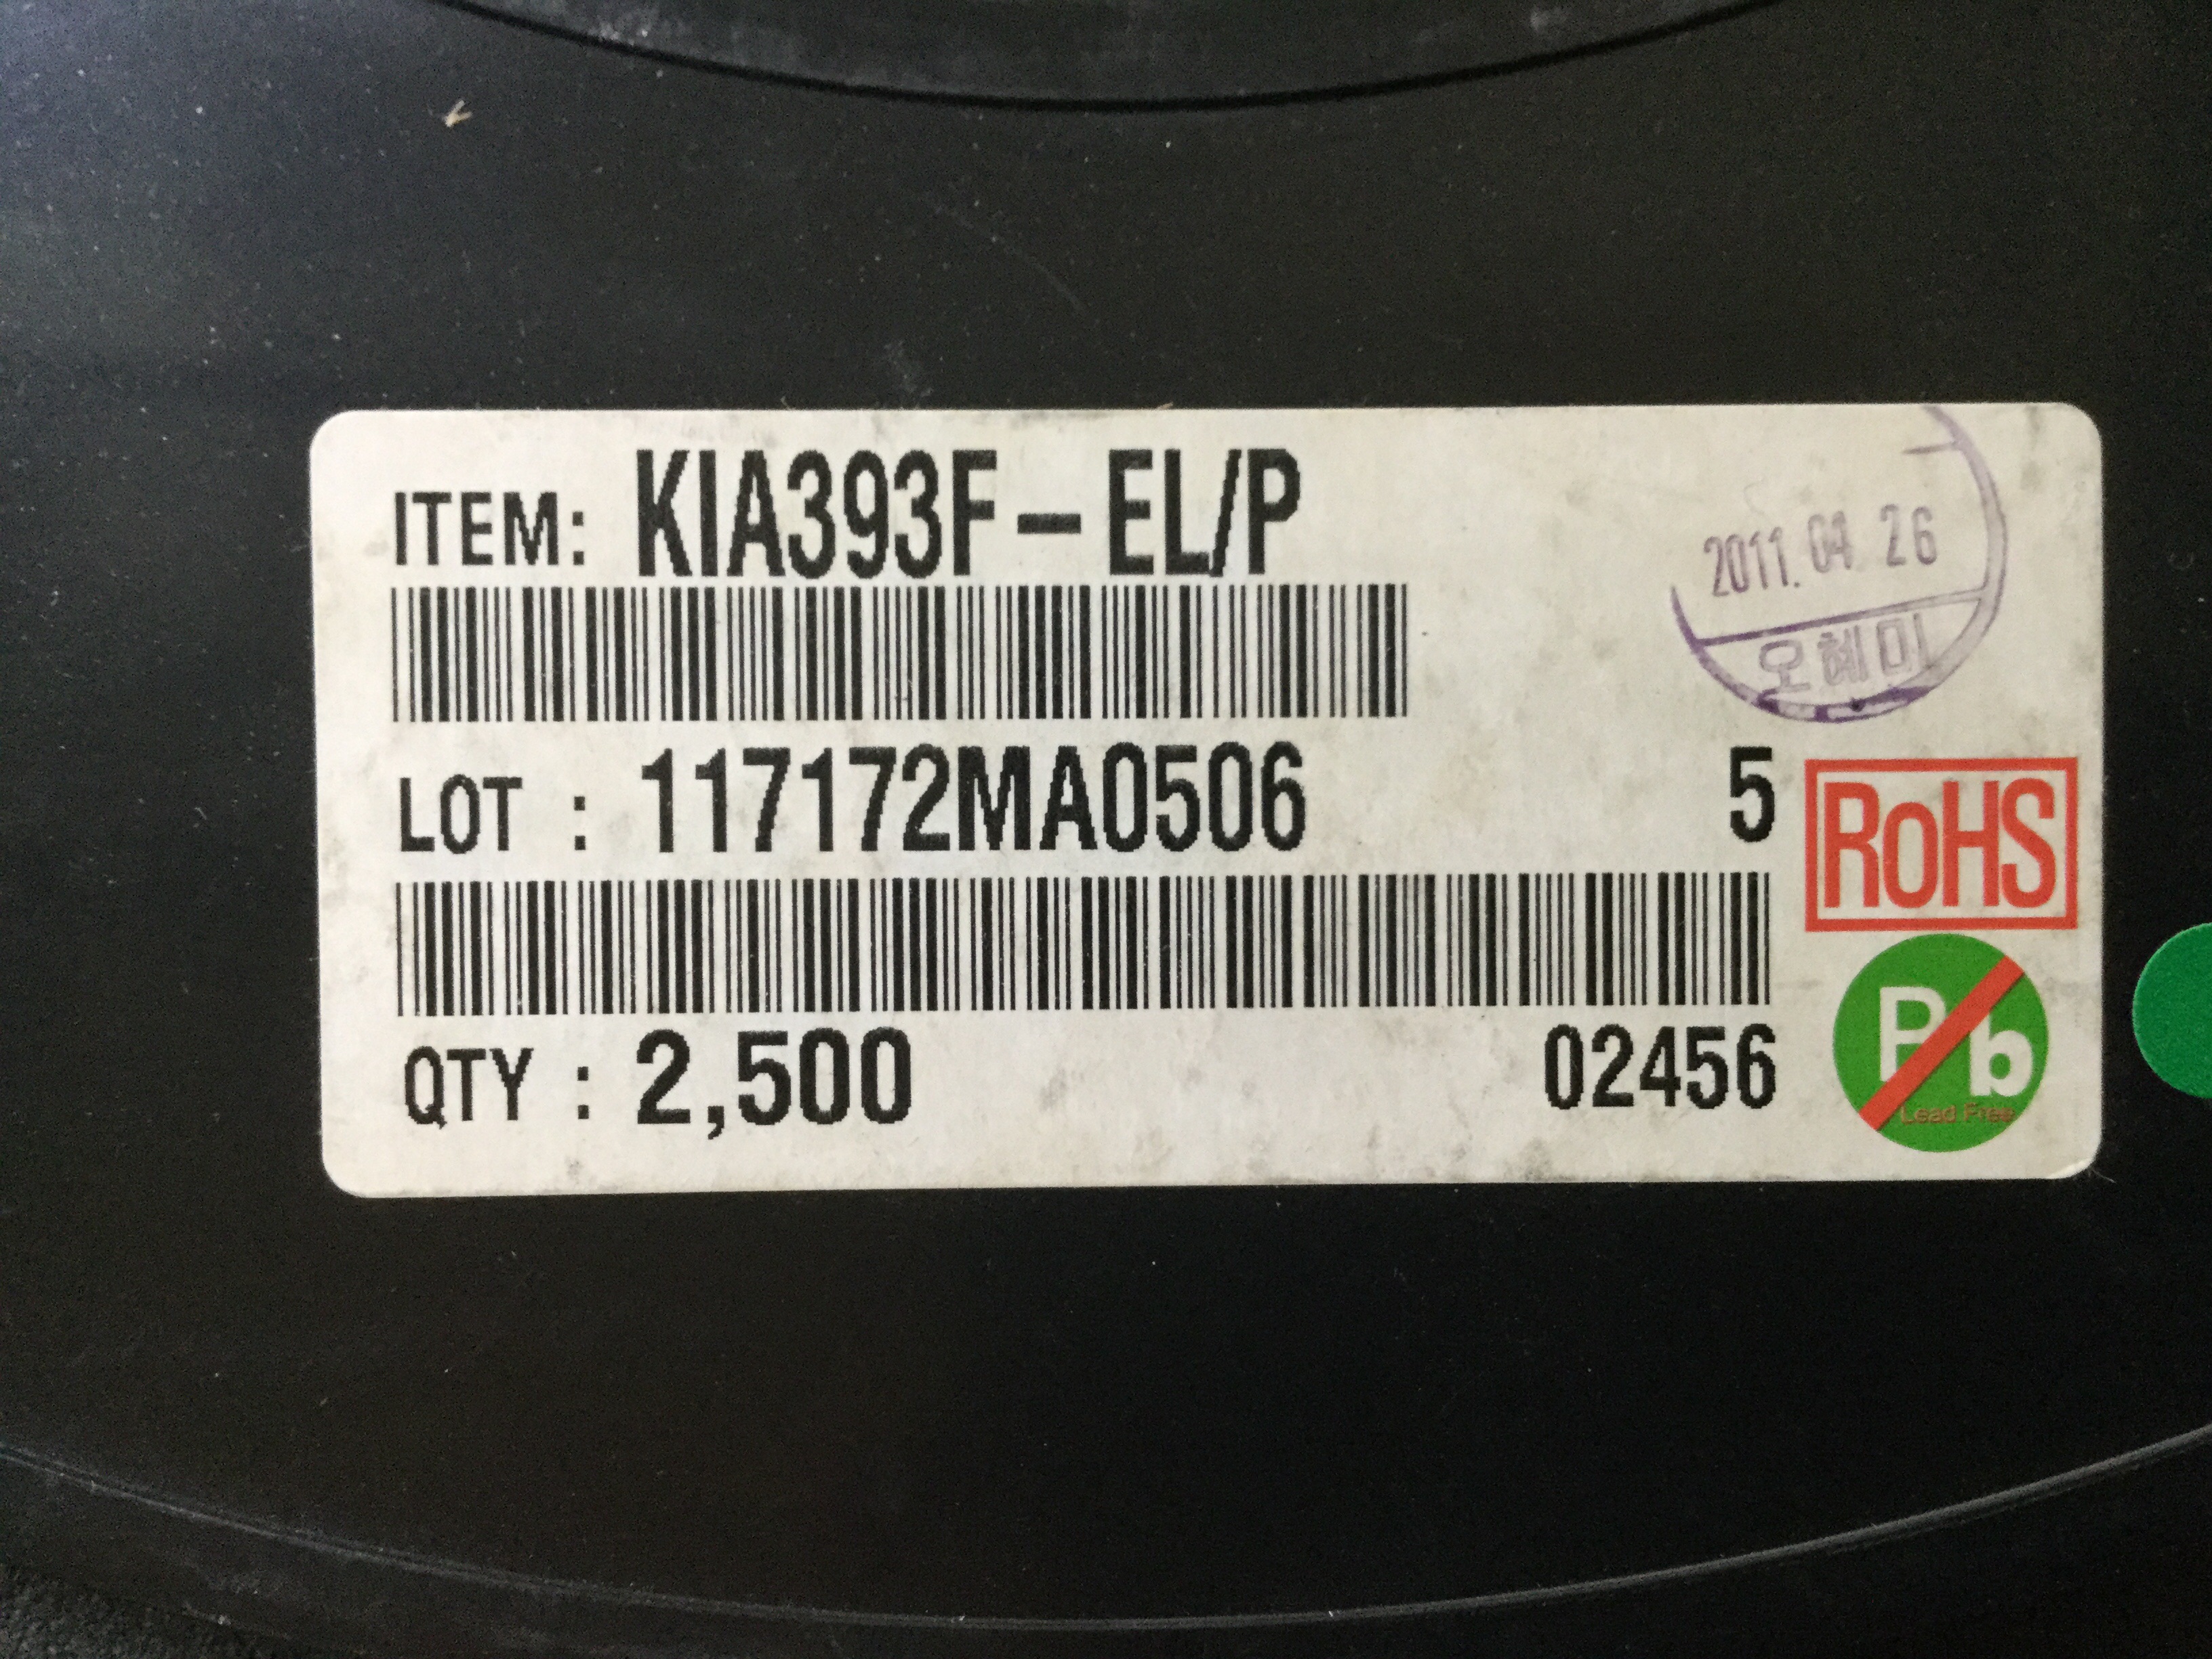 ITEM: KIA393F-EL/P
2011.04.26
오혜미
LOT : 117172MA0506 5
RoHS
QTY : 2,500 02456
Pb
Lead Free